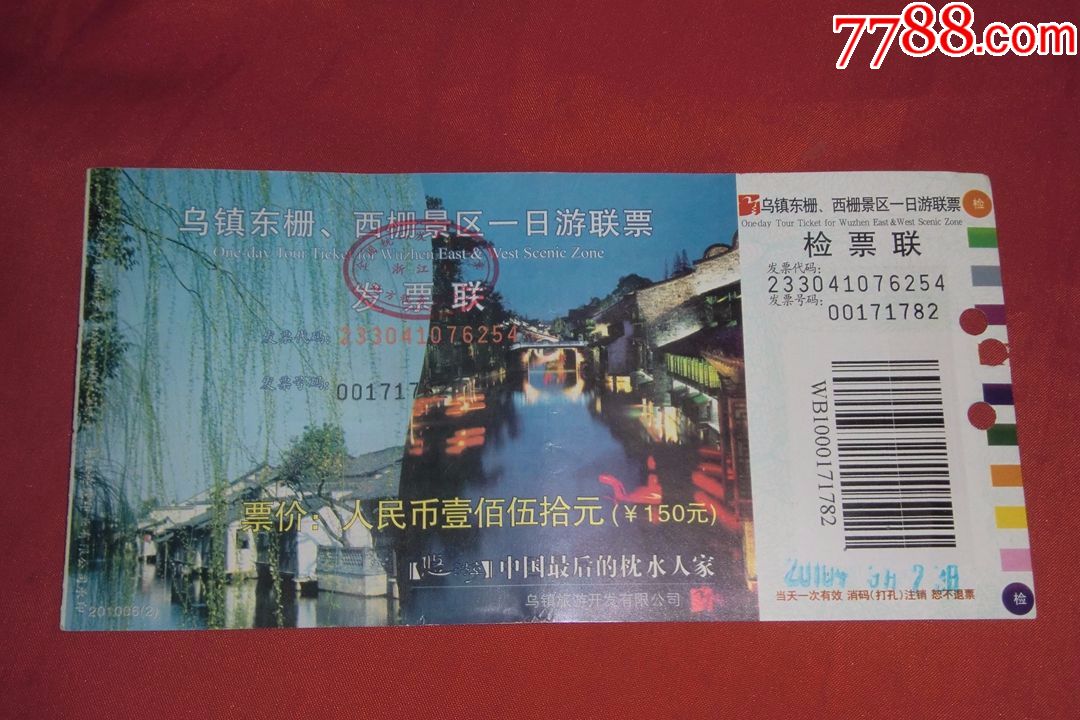 7788.com
乌镇东栅、西栅景区一日游联票
One-day Tour Ticket for Wuzhen East & West Scenic Zone
浙江
发票联
发票代码: 233041076254
发票号码: 00171782
票价: 人民币壹佰伍拾元(¥150元)
中国最后的枕水人家
乌镇旅游开发有限公司
201006(2)
乌镇东栅、西栅景区一日游联票
One-day Tour Ticket for Wuzhen East & West Scenic Zone
检票联
发票代码:
233041076254
发票号码:
00171782
WB1000171782
当天一次有效 消码(打孔)注销 恕不退票
检
检